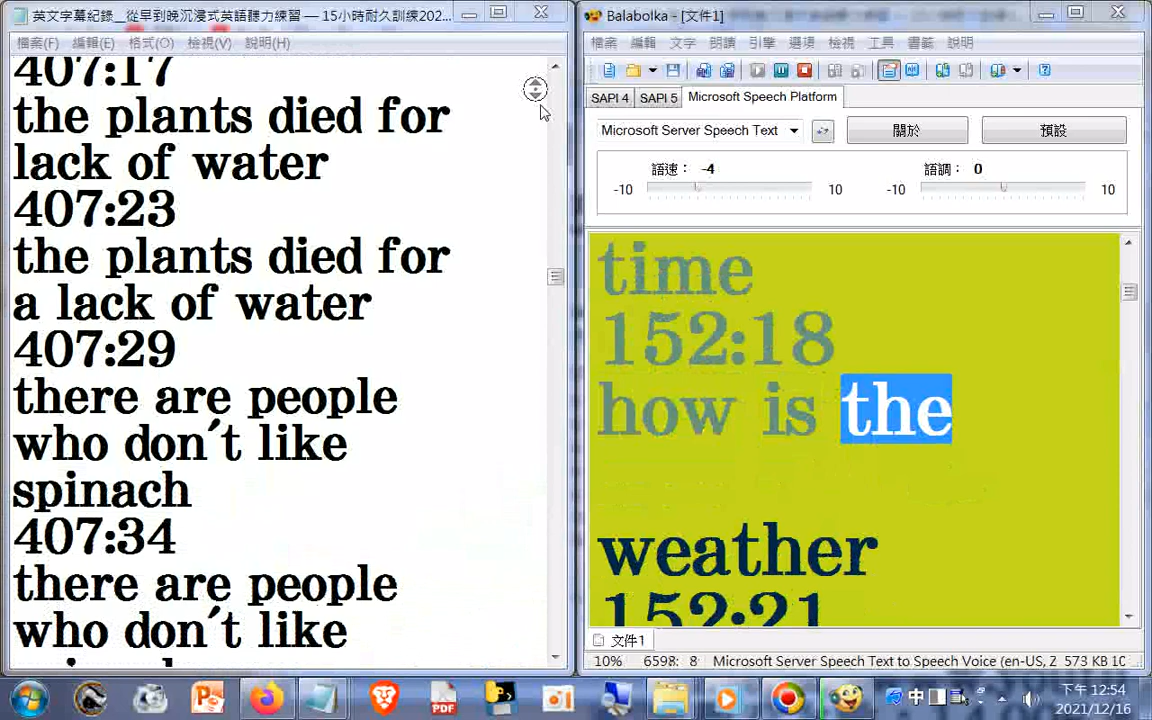 英文字幕紀錄__從早到晚沉浸式英語聽力練習 — 15小時耐久訓練202...
檔案(F) 編輯(E) 格式(O) 檢視(V) 說明(H)
407:17
the plants died for
lack of water
407:23
the plants died for
a lack of water
407:29
there are people
who don´t like
spinach
407:34
there are people
who don´t like
Balabolka - [文件1]
檔案 編輯 文字 朗讀 引擎 選項 檢視 工具 書籤 說明
SAPI 4 SAPI 5 Microsoft Speech Platform
Microsoft Server Speech Text 關於 預設
語速： -4 語調： 0
-10 10 -10 10
time
152:18
how is the
weather
152:21
文件1
10% 6598: 8 Microsoft Server Speech Text to Speech Voice (en-US, 2 573 KB 10
PDF 中 下午 12:54
2021/12/16